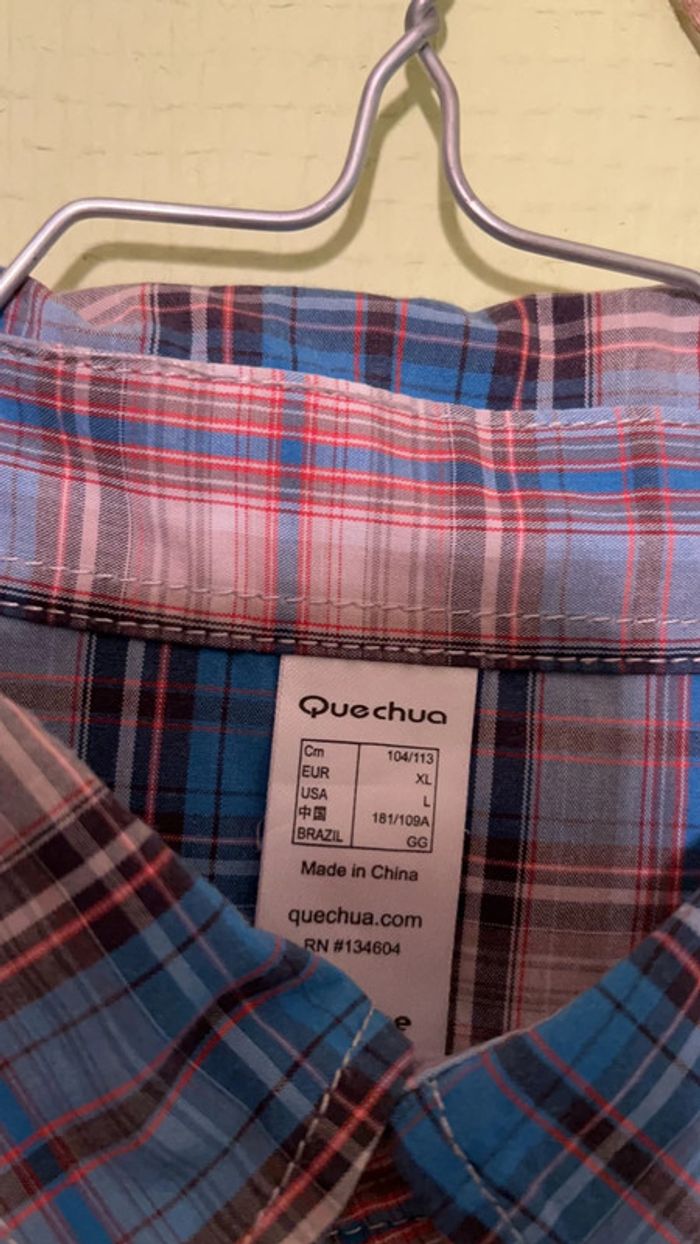 Quechua
Cm 104/113
EUR XL
USA L
中国 181/109A
BRAZIL GG
Made in China
quechua.com
RN #134604
e